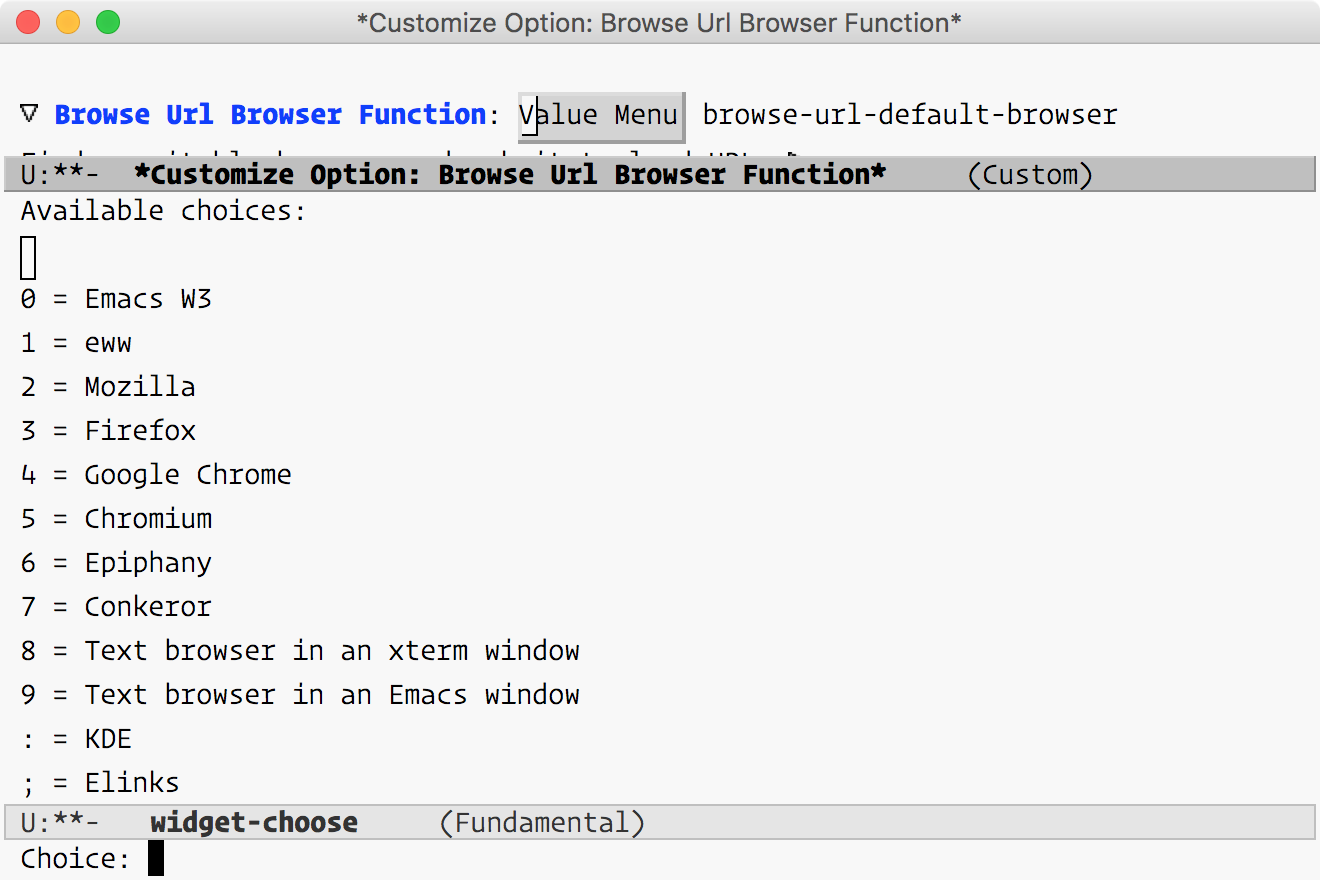 *Customize Option: Browse Url Browser Function*
▽ Browse Url Browser Function: Value Menu browse-url-default-browser
U:**-  *Customize Option: Browse Url Browser Function*     (Custom)
Available choices:
0 = Emacs W3
1 = eww
2 = Mozilla
3 = Firefox
4 = Google Chrome
5 = Chromium
6 = Epiphany
7 = Conkeror
8 = Text browser in an xterm window
9 = Text browser in an Emacs window
: = KDE
; = Elinks
U:**-   widget-choose     (Fundamental)
Choice: